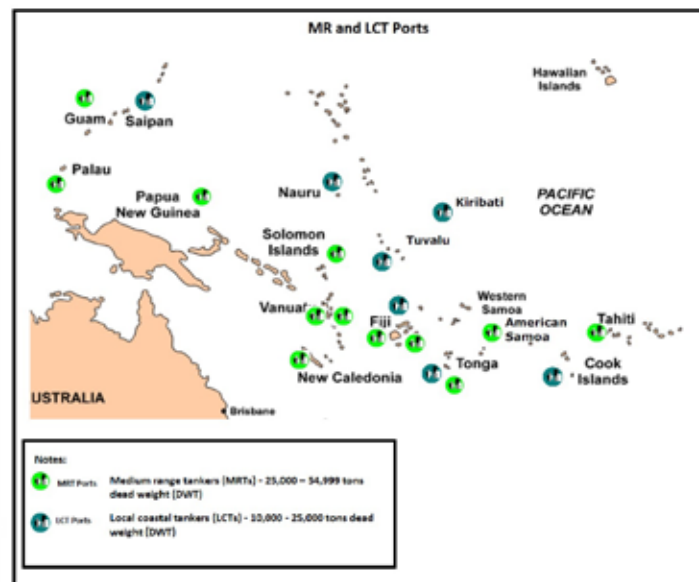 MR and LCT Ports
Hawaiian
Islands
Guam
Saipan
Palau
Papua
New Guinea
Nauru
Kiribati
PACIFIC
OCEAN
Solomon
Islands
Tuvalu
Vanuat
Fiji
Western
Samoa
American
Samoa
Tahiti
New Caledonia
Tonga
Cook
Islands
USTRALIA
Brisbane
Notes:
MRT Ports
Medium range tankers (MRTs) - 25,000 – 54,999 tons
dead weight (DWT)
LCT Ports
Local coastal tankers (LCTs) - 10,000 - 25,000 tons dead
weight (DWT)